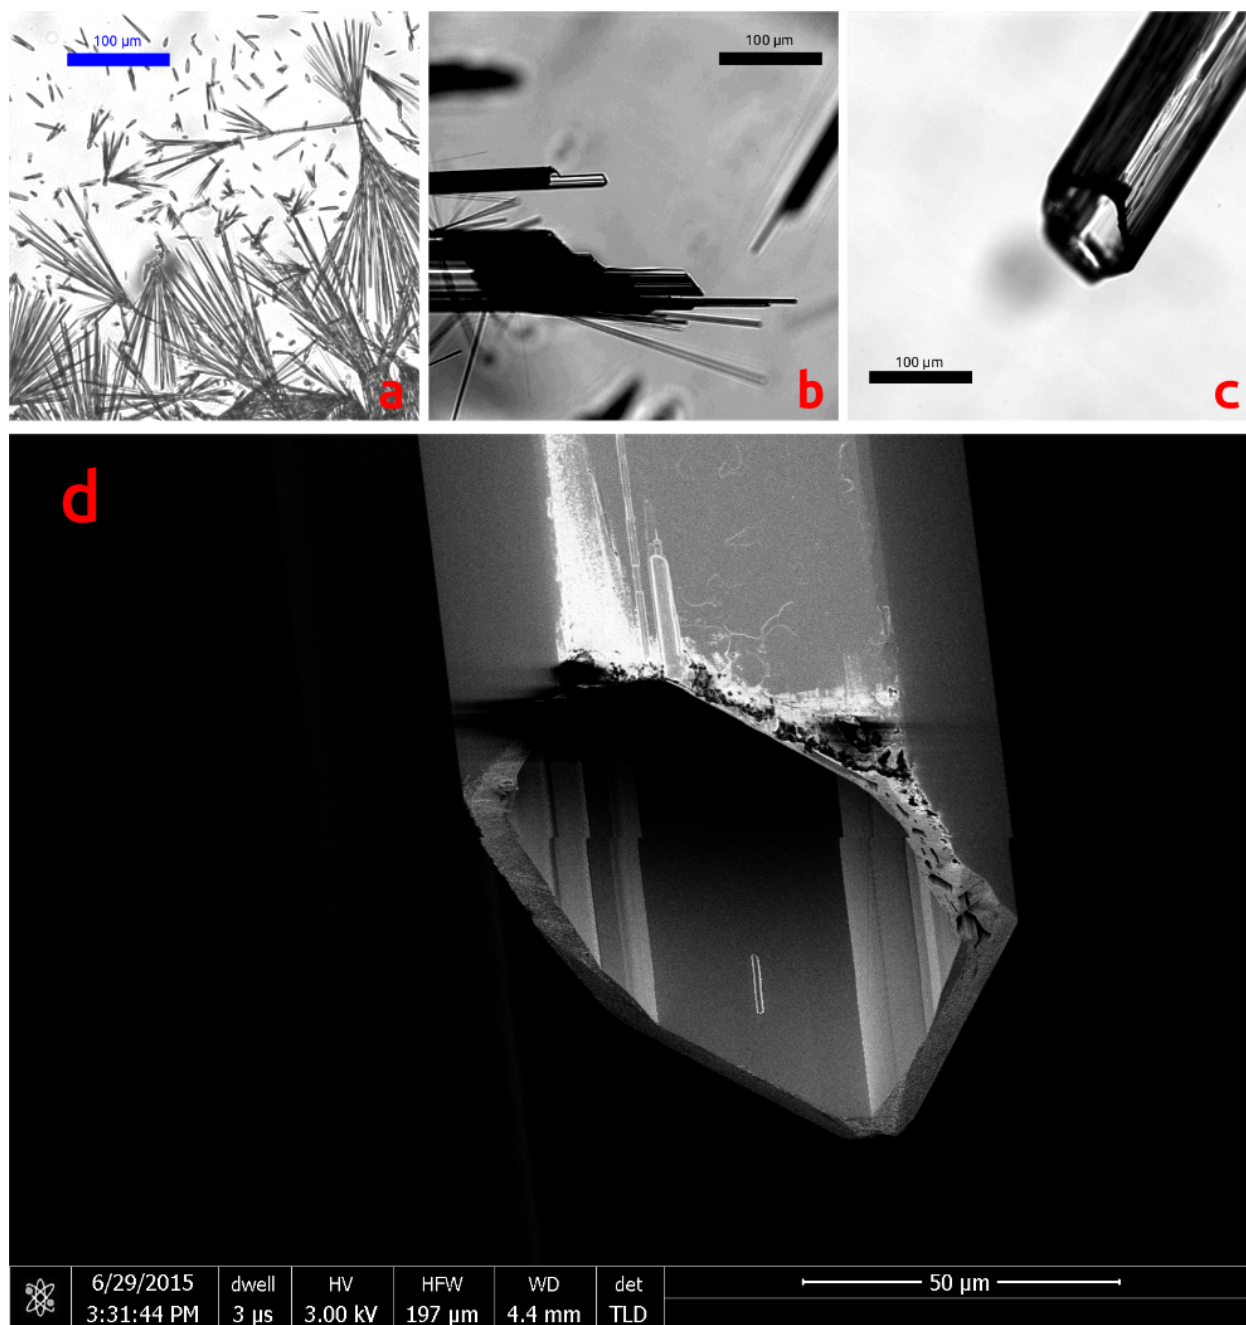 100 μm
a
100 μm
b
100 μm
c
d
6/29/2015 dwell HV HFW WD det 50 μm
3:31:44 PM 3 μs 3.00 kV 197 μm 4.4 mm TLD